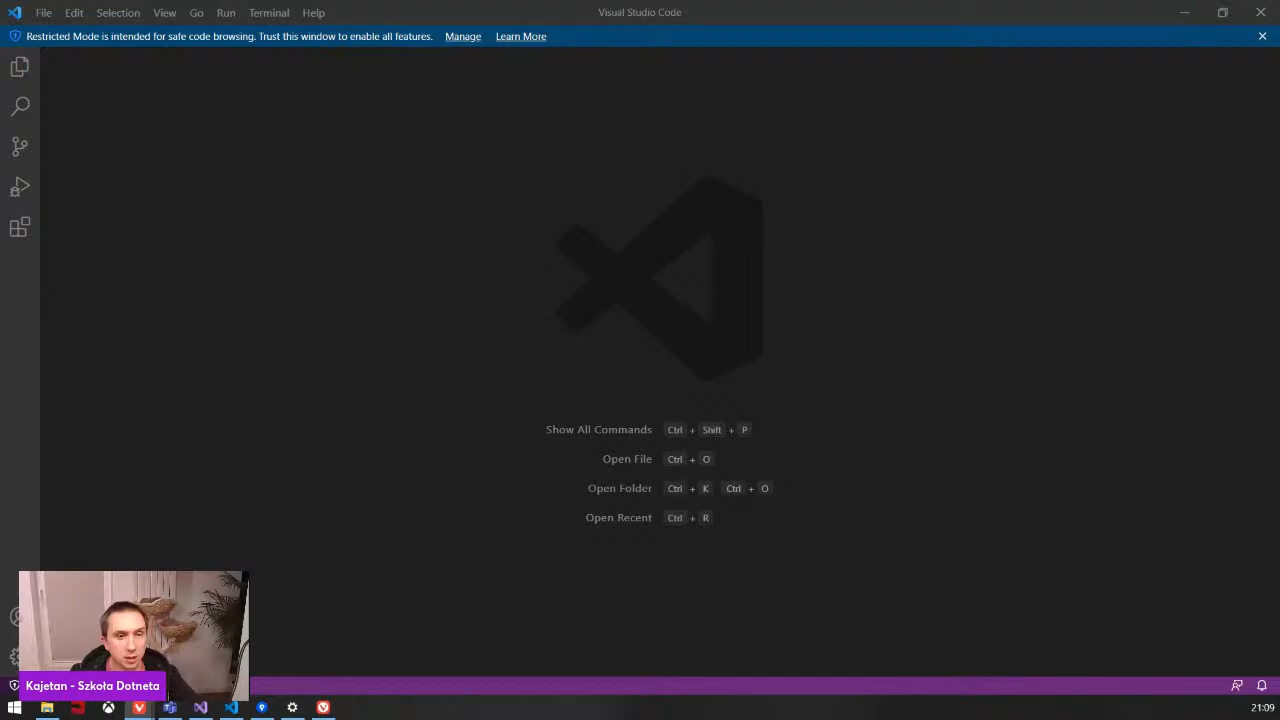 File Edit Selection View Go Run Terminal Help Visual Studio Code
Restricted Mode is intended for safe code browsing. Trust this window to enable all features. Manage Learn More
Show All Commands Ctrl + Shift + P
Open File Ctrl + O
Open Folder Ctrl + K Ctrl + O
Open Recent Ctrl + R
Kajetan - Szkoła Dotneta
21:09